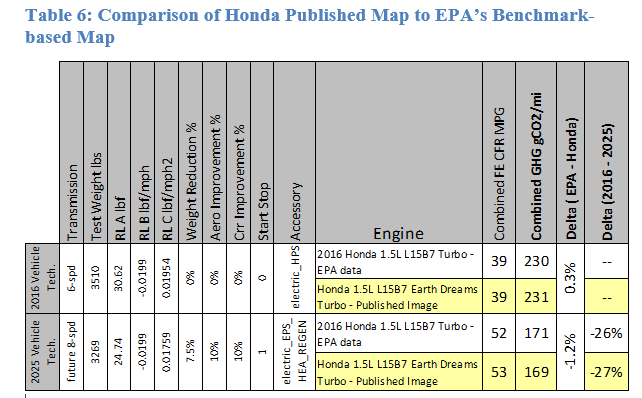 Table 6: Comparison of Honda Published Map to EPA's Benchmark-
based Map
Transmission
Test Weight lbs
RL A lbf
RL B lbf/mph
RL C lbf/mph2
Weight Reduction %
Aero Improvement %
Crr Improvement %
Start Stop
Accessory
Engine
Combined FE CFR MPG
Combined GHG gCO2/mi
Delta ( EPA - Honda)
Delta (2016 - 2025)
2016 Vehicle
Tech.
6-spd
3510
30.62
-0.0199
0.01954
0%
0%
0%
0
electric_HPS
2016 Honda 1.5L L15B7 Turbo -
EPA data
39
230
0.3%
--
Honda 1.5L L15B7 Earth Dreams
Turbo - Published Image
39
231
--
2025 Vehicle
Tech.
future 8-spd
3269
24.74
-0.0199
0.01759
7.5%
10%
10%
1
electric_EPS_
HEA_REGEN
2016 Honda 1.5L L15B7 Turbo -
EPA data
52
171
-1.2%
-26%
Honda 1.5L L15B7 Earth Dreams
Turbo - Published Image
53
169
-27%